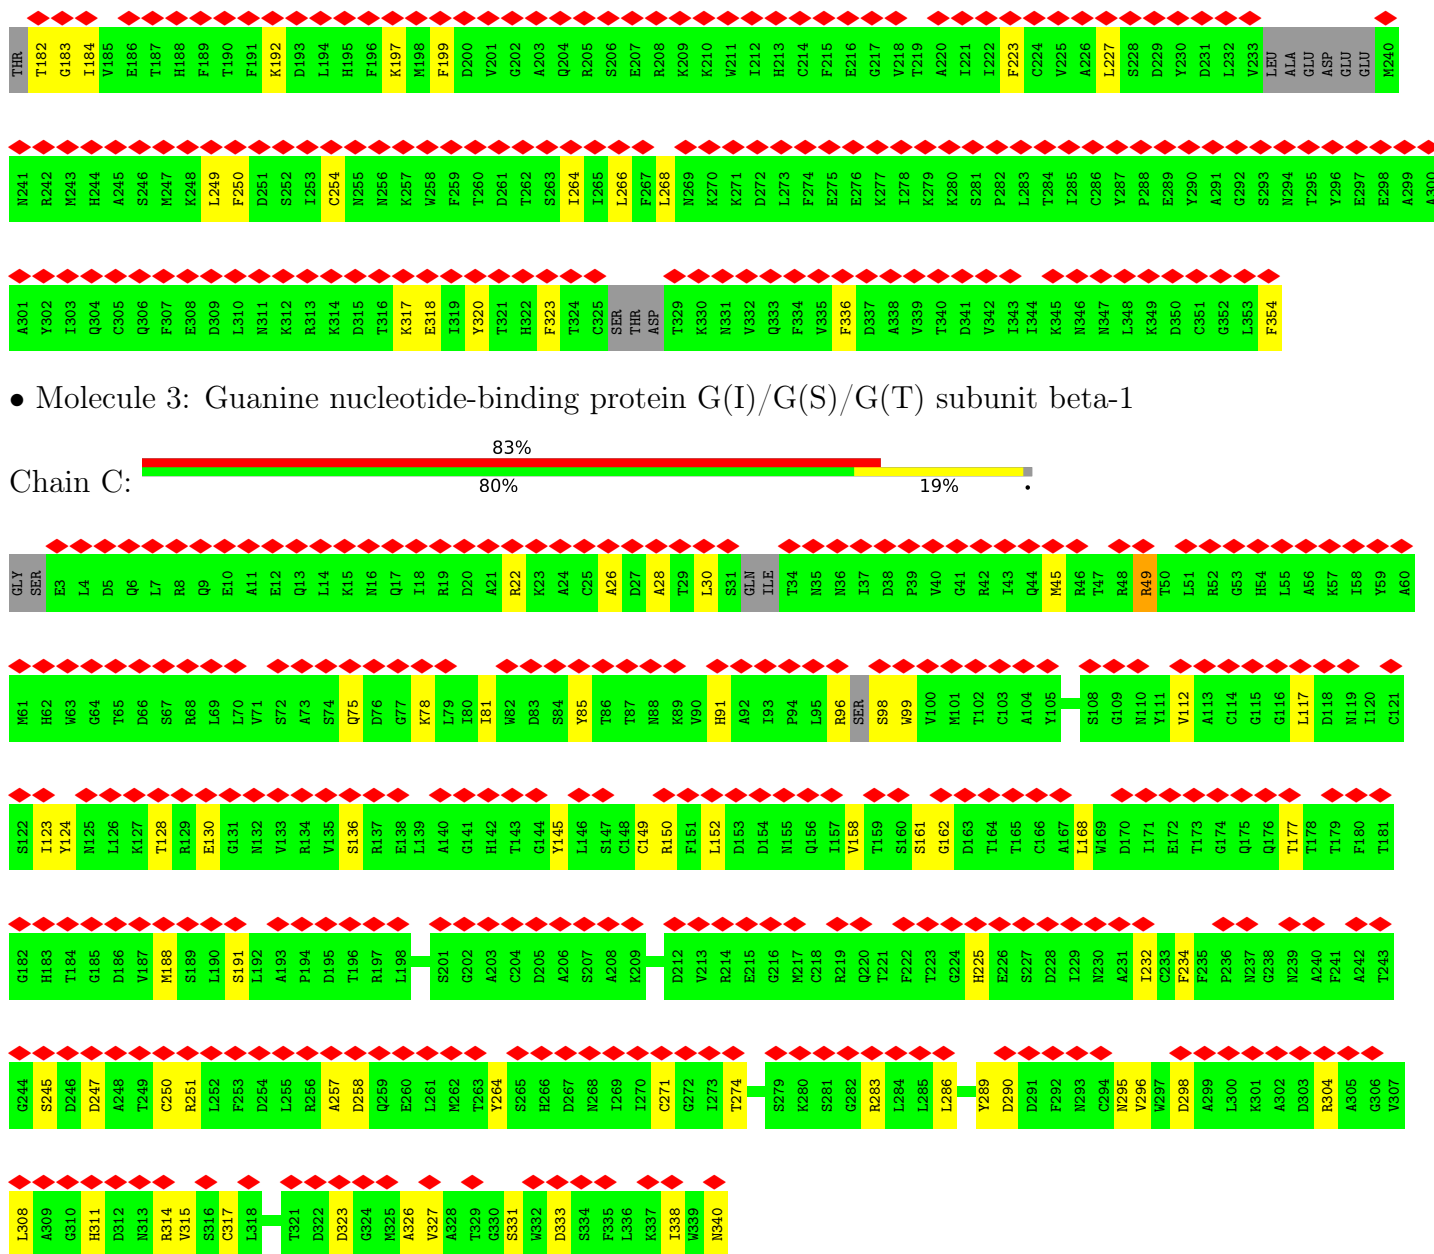 THR T182 G183 I184 V185 E186 T187 H188 F189 T190 F191 K192 D193 L194 H195 F196 K197 M198 F199 D200 V201 G202 A203 Q204 R205 S206 E207 R208 K209 K210 W211 I212 H213 C214 F215 E216 G217 V218 T219 A220 I221 I222 F223 C224 V225 A226 L227 S228 D229 Y230 D231 L232 V233 LEU ALA GLU ASP GLU GLU M240
N241 R242 M243 H244 A245 S246 M247 K248 L249 F250 D251 S252 I253 C254 N255 N256 K257 W258 F259 T260 D261 T262 S263 I264 I265 L266 F267 L268 N269 K270 K271 D272 L273 F274 E275 E276 K277 I278 K279 K280 S281 P282 L283 T284 I285 C286 Y287 P288 E289 Y290 A291 G292 S293 N294 T295 Y296 E297 E298 A299 A300
A301 Y302 I303 Q304 C305 Q306 F307 E308 D309 L310 N311 K312 R313 K314 D315 T316 K317 E318 I319 Y320 T321 H322 F323 T324 C325 SER THR ASP T329 K330 N331 V332 Q333 F334 V335 F336 D337 A338 V339 T340 D341 V342 I343 I344 K345 N346 N347 L348 K349 D350 C351 G352 L353 F354
• Molecule 3: Guanine nucleotide-binding protein G(I)/G(S)/G(T) subunit beta-1
83%
Chain C:
80% 19% •
GLY SER E3 L4 D5 Q6 L7 R8 Q9 E10 A11 E12 Q13 L14 K15 N16 Q17 I18 R19 D20 A21 R22 K23 A24 C25 A26 D27 A28 T29 L30 S31 GLN ILE T34 N35 N36 I37 D38 P39 V40 G41 R42 I43 Q44 M45 R46 T47 R48 R49 T50 L51 R52 G53 H54 L55 A56 K57 I58 Y59 A60
M61 H62 W63 G64 T65 D66 S67 R68 L69 L70 V71 S72 A73 S74 Q75 D76 G77 K78 L79 I80 I81 W82 D83 S84 Y85 T86 T87 N88 K89 V90 H91 A92 I93 P94 L95 R96 SER S98 W99 V100 M101 T102 C103 A104 Y105 S108 G109 N110 Y111 V112 A113 C114 G115 G116 L117 D118 N119 I120 C121
S122 I123 Y124 N125 L126 K127 T128 R129 E130 G131 N132 V133 R134 V135 S136 R137 E138 L139 A140 G141 H142 T143 G144 Y145 L146 S147 C148 C149 R150 F151 L152 D153 D154 N155 Q156 I157 V158 T159 S160 S161 G162 D163 T164 T165 C166 A167 L168 W169 D170 I171 E172 T173 G174 Q175 Q176 T177 T178 T179 F180 T181
G182 H183 T184 G185 D186 V187 M188 S189 L190 S191 L192 A193 P194 D195 T196 R197 L198 S201 G202 A203 C204 D205 A206 S207 A208 K209 D212 V213 R214 E215 G216 M217 C218 R219 Q220 T221 F222 T223 G224 H225 E226 S227 D228 I229 N230 A231 I232 C233 F234 F235 P236 N237 G238 N239 A240 F241 A242 T243
G244 S245 D246 D247 A248 T249 C250 R251 L252 F253 D254 L255 R256 A257 D258 Q259 E260 L261 M262 T263 Y264 S265 H266 D267 N268 I269 I270 C271 G272 I273 T274 S279 K280 S281 G282 R283 L284 L285 L286 Y289 D290 D291 F292 N293 C294 N295 V296 W297 D298 A299 L300 K301 A302 D303 R304 A305 G306 V307
L308 A309 G310 H311 D312 N313 R314 V315 S316 C317 L318 T321 D322 D323 G324 M325 A326 V327 A328 T329 G330 S331 W332 D333 S334 F335 L336 K337 I338 W339 N340